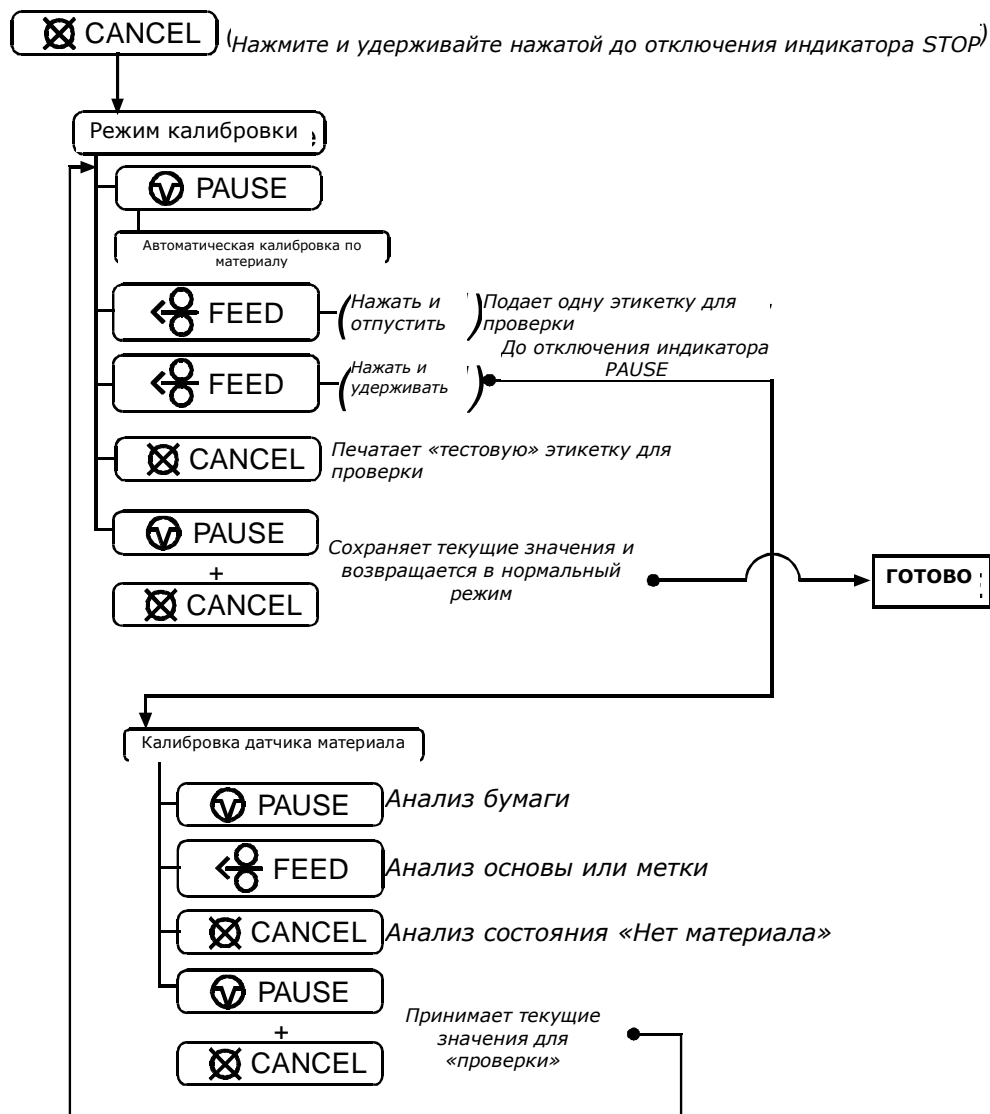 CANCEL (Нажмите и удерживайте нажатой до отключения индикатора STOP)
Режим калибровки
PAUSE
Автоматическая калибровка по
материалу
FEED
(Нажать и
отпустить)
Подает одну этикетку для
проверки
FEED
(Нажать и
удерживать)
До отключения индикатора
PAUSE
CANCEL
Печатает «тестовую» этикетку для
проверки
PAUSE
+
CANCEL
Сохраняет текущие значения и
возвращается в нормальный
режим
ГОТОВО
Калибровка датчика материала
PAUSE Анализ бумаги
FEED Анализ основы или метки
CANCEL Анализ состояния «Нет материала»
PAUSE
+
CANCEL
Принимает текущие
значения для
«проверки»